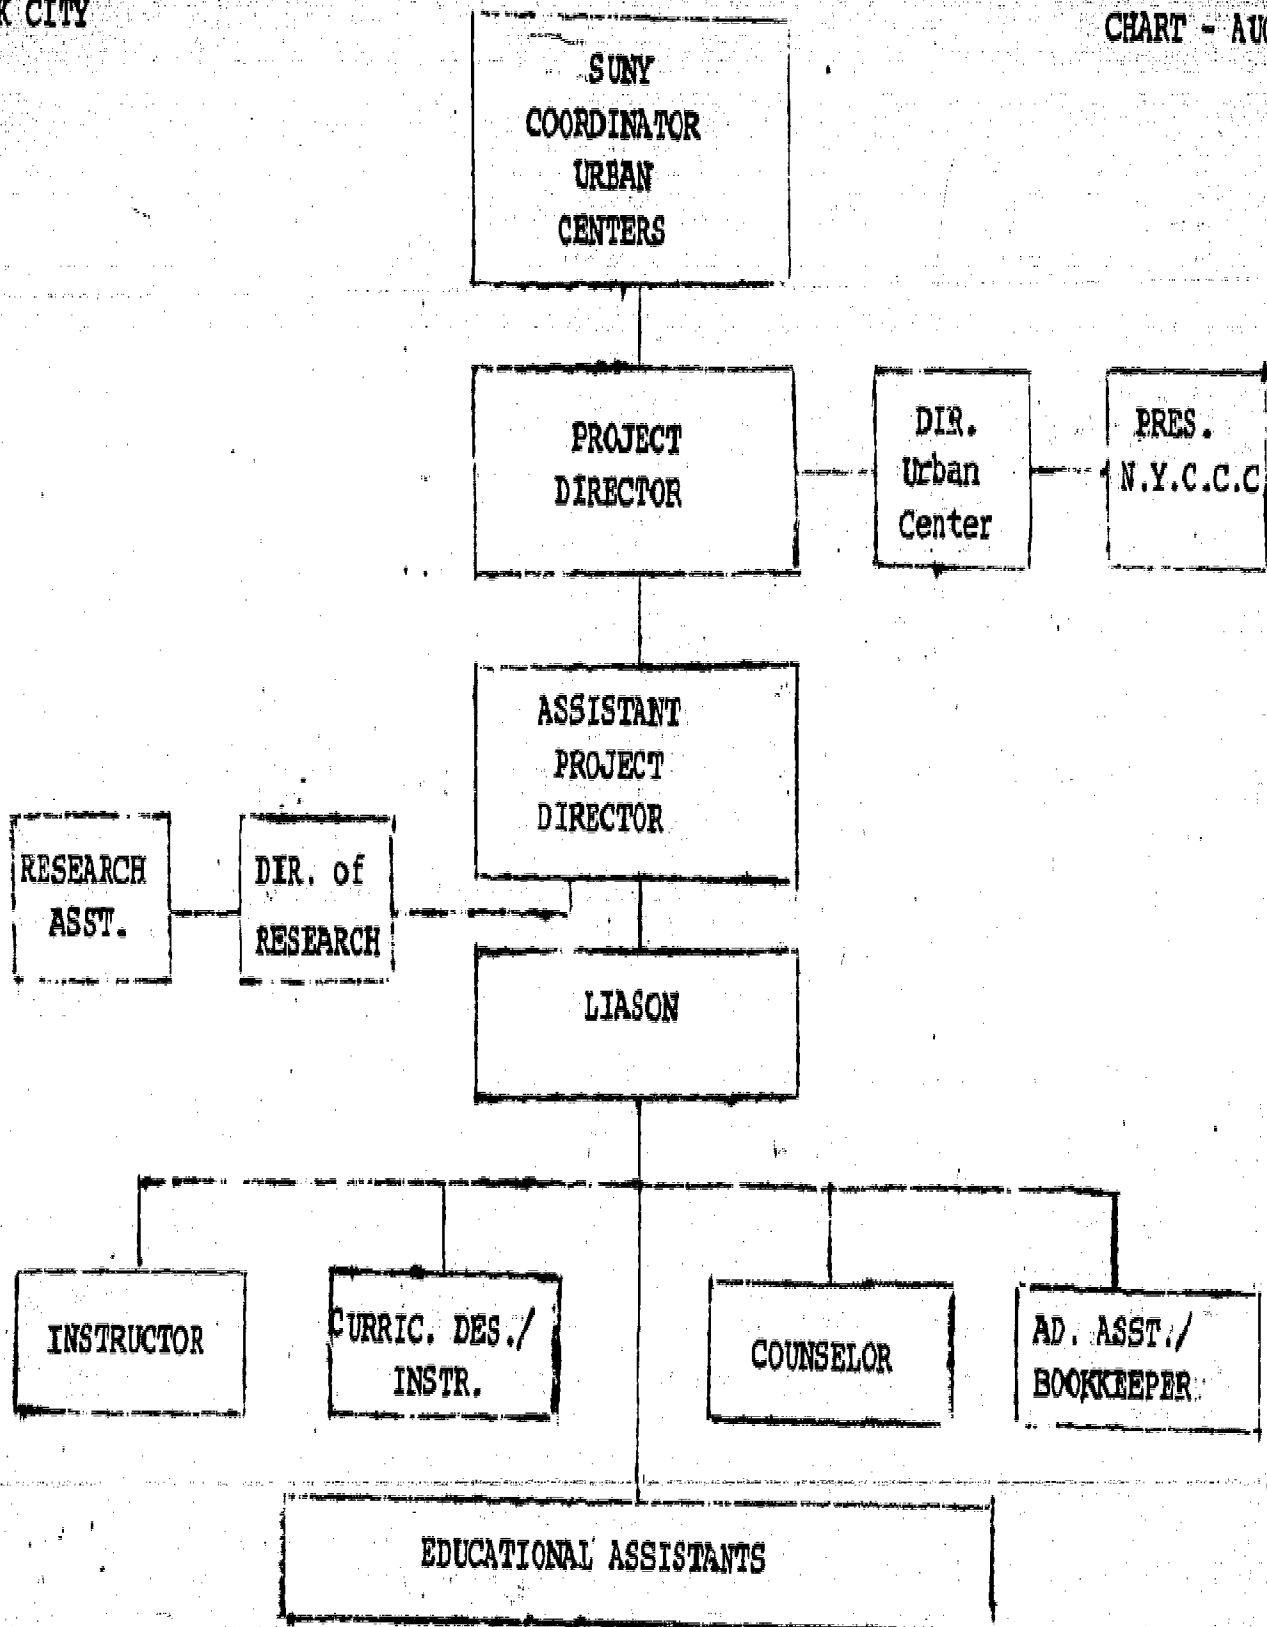 K CITY
CHART - AUG
SUNY
COORDINATOR
URBAN
CENTERS
PROJECT
DIRECTOR
DIR.
Urban
Center
PRES.
N.Y.C.C.C
ASSISTANT
PROJECT
DIRECTOR
RESEARCH
ASST.
DIR. of
RESEARCH
LIASON
INSTRUCTOR
CURRIC. DES./
INSTR.
COUNSELOR
AD. ASST./
BOOKKEEPER
EDUCATIONAL ASSISTANTS